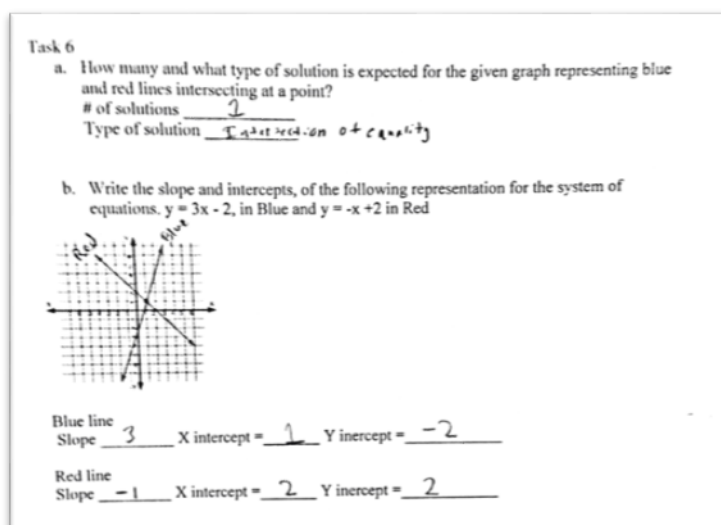 Task 6
a. How many and what type of solution is expected for the given graph representing blue
and red lines intersecting at a point?
# of solutions 1
Type of solution Intersection of equality
b. Write the slope and intercepts, of the following representation for the system of
equations, y = 3x - 2, in Blue and y = -x +2 in Red
Red Blue
Blue line
Slope 3 X intercept = 1 Y inercept = -2
Red line
Slope -1 X intercept = 2 Y inercept = 2